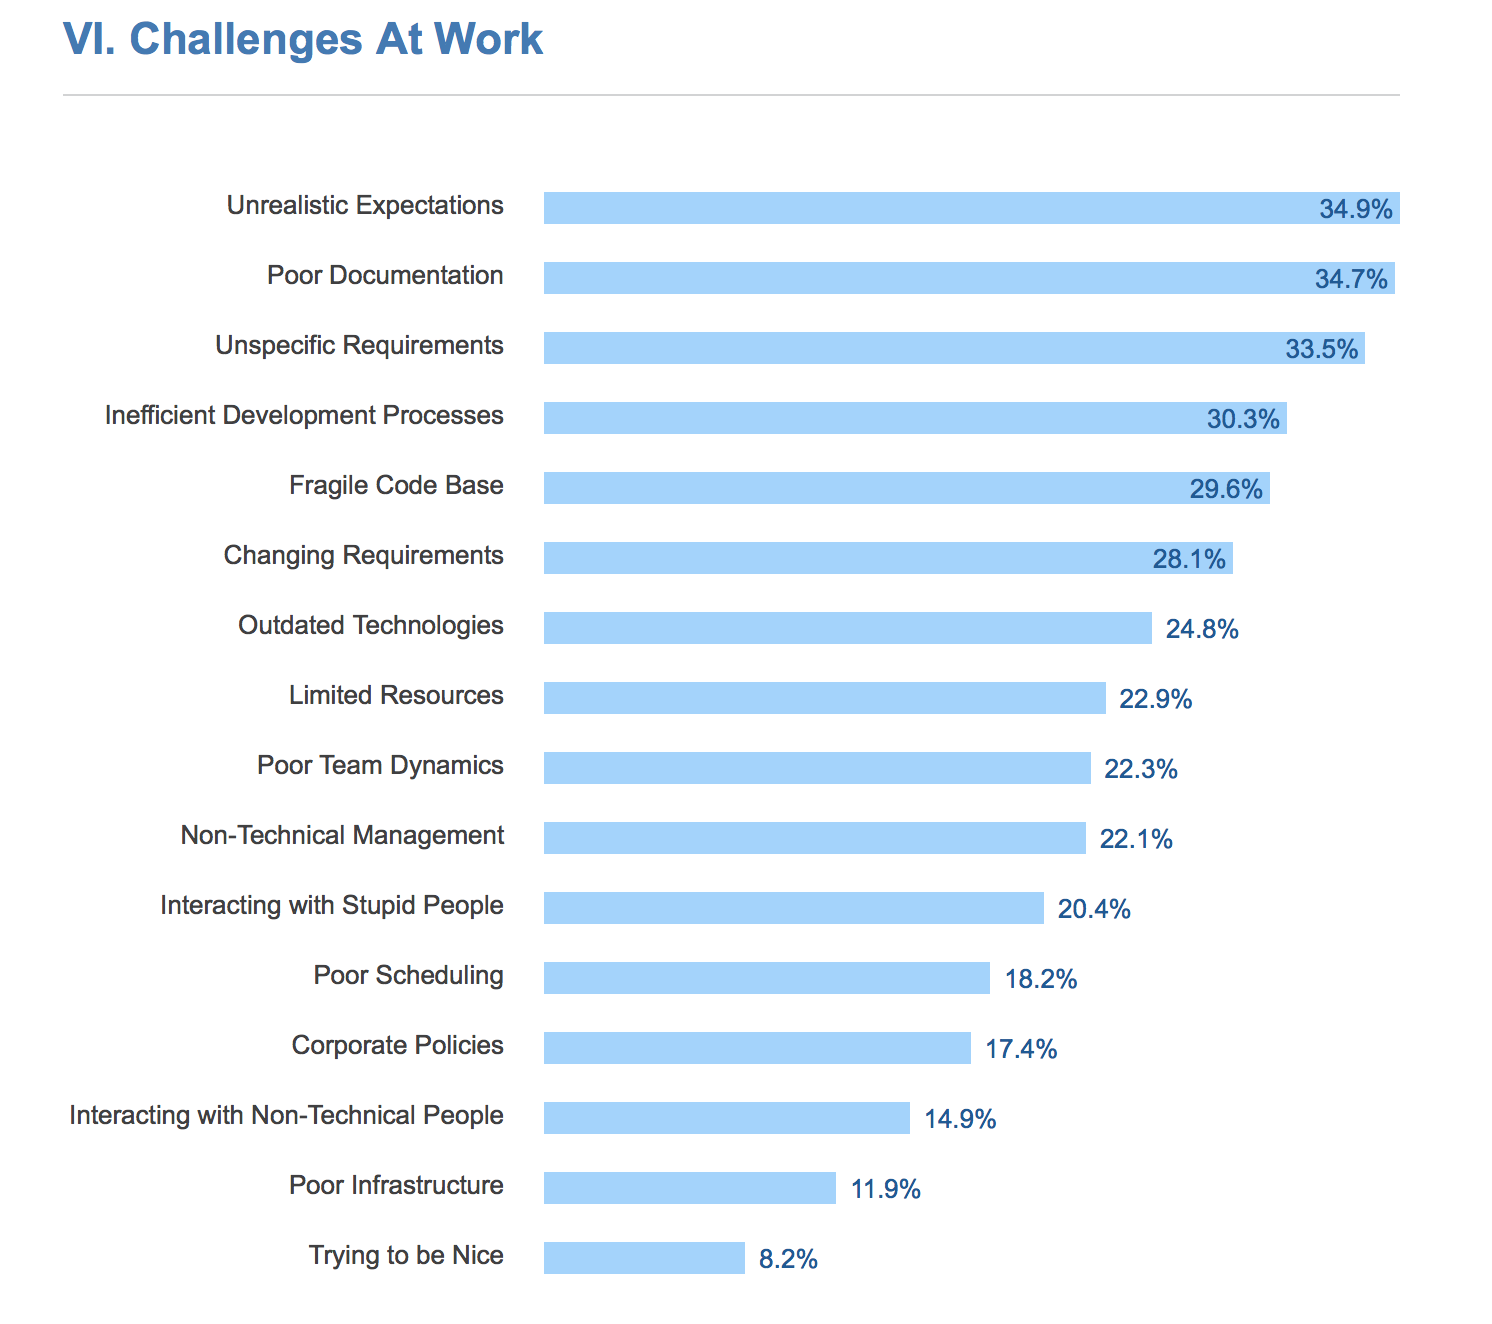 VI. Challenges At Work
Unrealistic Expectations 34.9%
Poor Documentation 34.7%
Unspecific Requirements 33.5%
Inefficient Development Processes 30.3%
Fragile Code Base 29.6%
Changing Requirements 28.1%
Outdated Technologies 24.8%
Limited Resources 22.9%
Poor Team Dynamics 22.3%
Non-Technical Management 22.1%
Interacting with Stupid People 20.4%
Poor Scheduling 18.2%
Corporate Policies 17.4%
Interacting with Non-Technical People 14.9%
Poor Infrastructure 11.9%
Trying to be Nice 8.2%